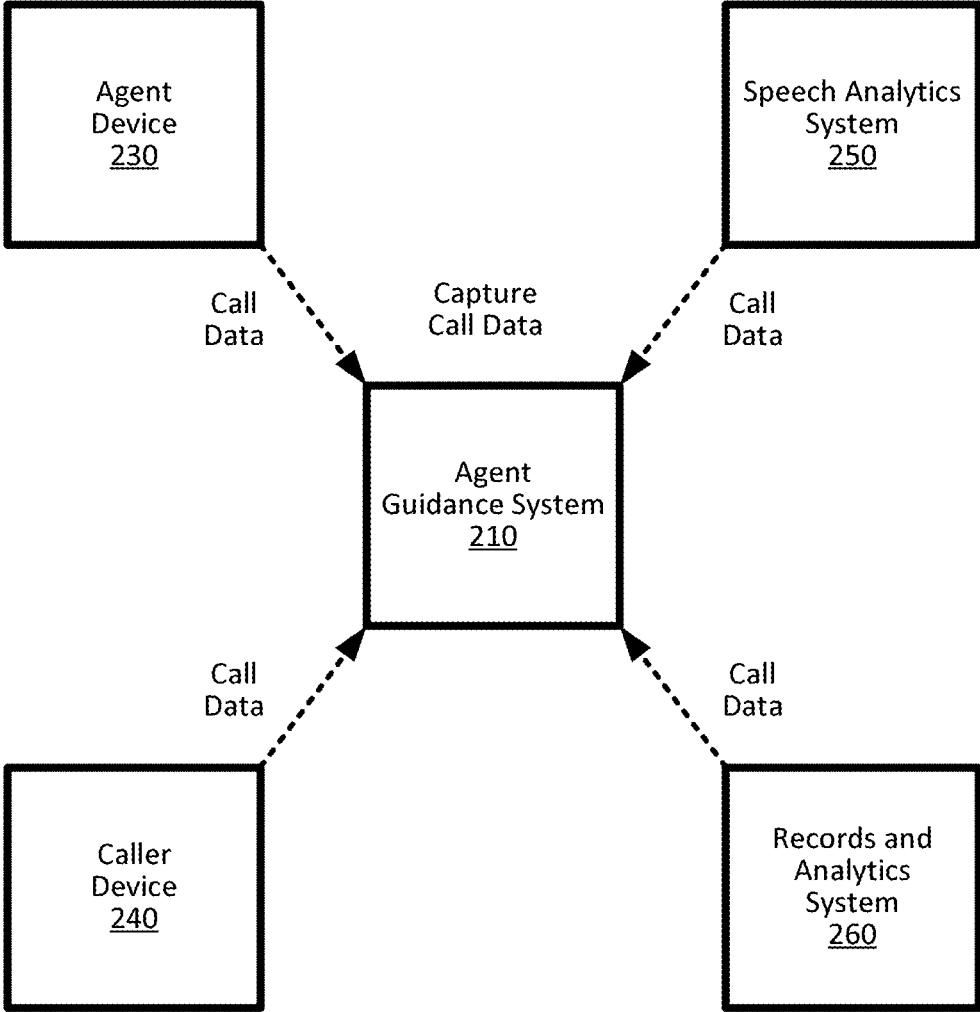 Agent
Device
230
Speech Analytics
System
250
Call
Data
Capture
Call Data
Call
Data
Agent
Guidance System
210
Call
Data
Call
Data
Caller
Device
240
Records and
Analytics
System
260